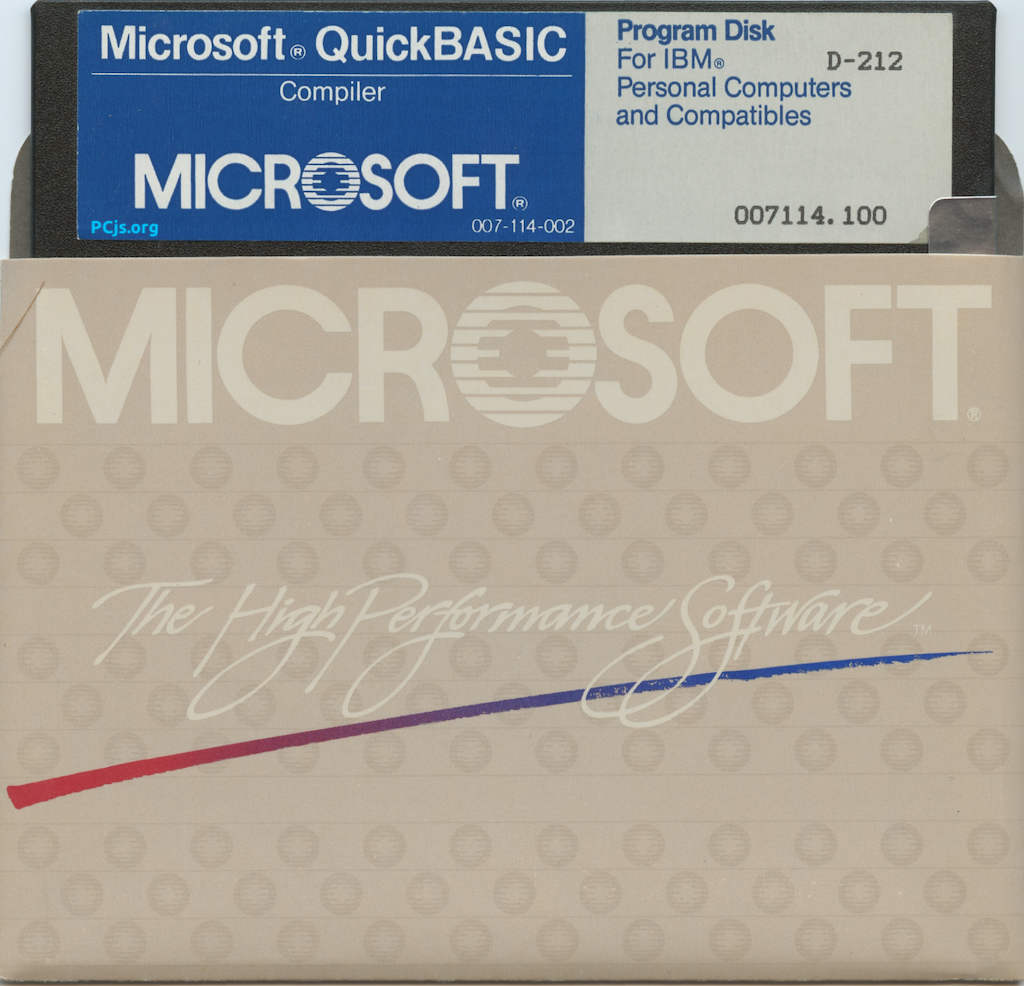 Microsoft® QuickBASIC
Compiler
MICROSOFT®
PCjs.org
007-114-002
Program Disk
For IBM® D-212
Personal Computers
and Compatibles
007114.100
MICROSOFT®
The High Performance Software™